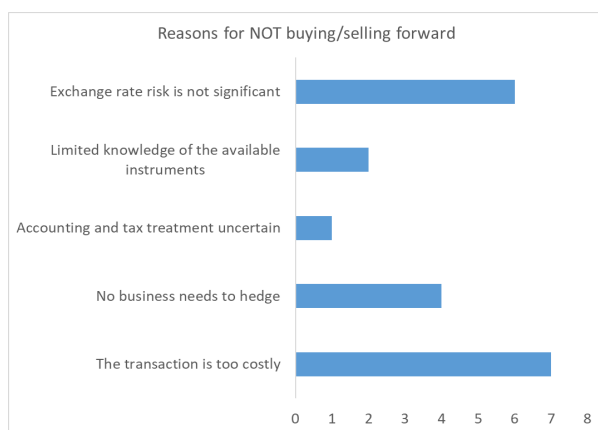 Reasons for NOT buying/selling forward
Exchange rate risk is not significant
Limited knowledge of the available
instruments
Accounting and tax treatment uncertain
No business needs to hedge
The transaction is too costly
0 1 2 3 4 5 6 7 8